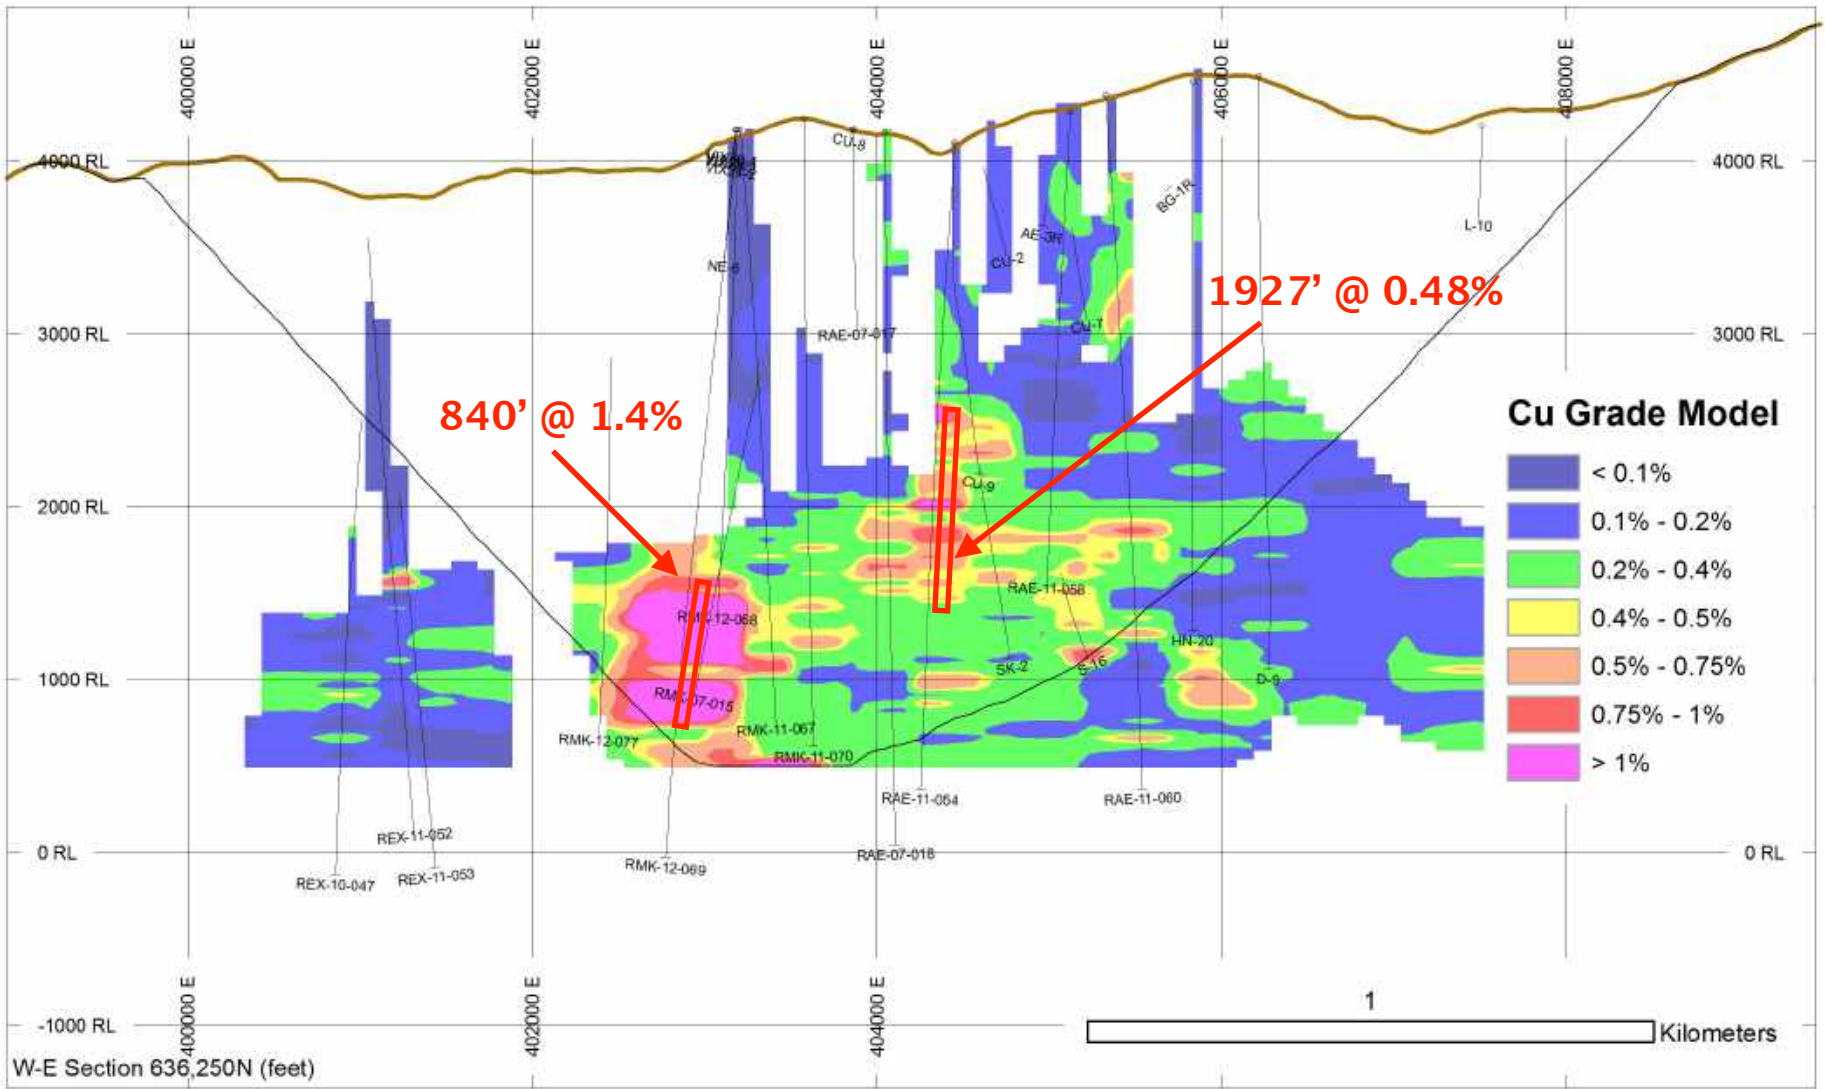 400000 E
402000 E
404000 E
406000 E
408000 E
4000 RL
4000 RL
CU-8
BG-1R
L-10
AE-3R
CU-2
NE-6
1927’ @ 0.48%
3000 RL
RAE-07-017
CU-7
3000 RL
840’ @ 1.4%
Cu Grade Model
< 0.1%
0.1% - 0.2%
0.2% - 0.4%
0.4% - 0.5%
0.5% - 0.75%
0.75% - 1%
> 1%
CU-9
2000 RL
RAE-11-058
RMK-12-068
HN-20
SK-2
S-16
D-9
1000 RL
RMK-07-015
RMK-11-067
RMK-12-077
RMK-11-070
RAE-11-054
RAE-11-060
REX-11-052
0 RL
RAE-07-018
0 RL
RMK-12-069
REX-10-047
REX-11-053
400000 E
402000 E
404000 E
1
Kilometers
-1000 RL
W-E Section 636,250N (feet)